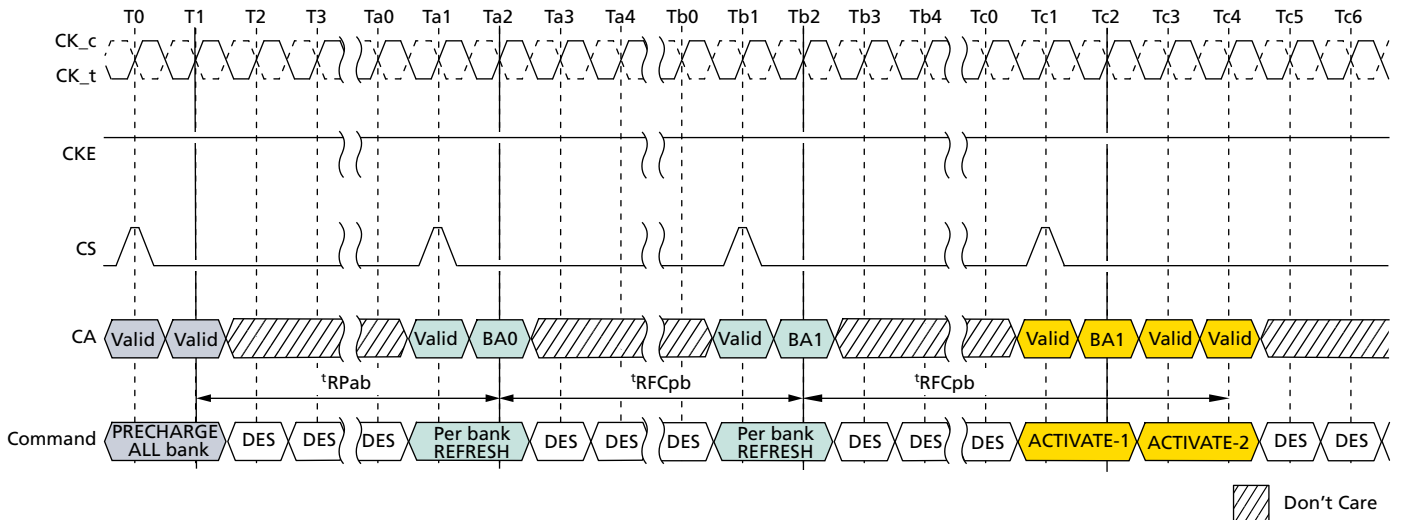 T0 T1 T2 T3 Ta0 Ta1 Ta2 Ta3 Ta4 Tb0 Tb1 Tb2 Tb3 Tb4 Tc0 Tc1 Tc2 Tc3 Tc4 Tc5 Tc6
CK_c
CK_t
CKE
CS
CA Valid Valid Valid BA0 Valid BA1 Valid BA1 Valid Valid
tRPab tRFCpb tRFCpb
Command PRECHARGE ALL bank DES DES DES Per bank REFRESH DES DES DES Per bank REFRESH DES DES DES ACTIVATE-1 ACTIVATE-2 DES DES
Don't Care